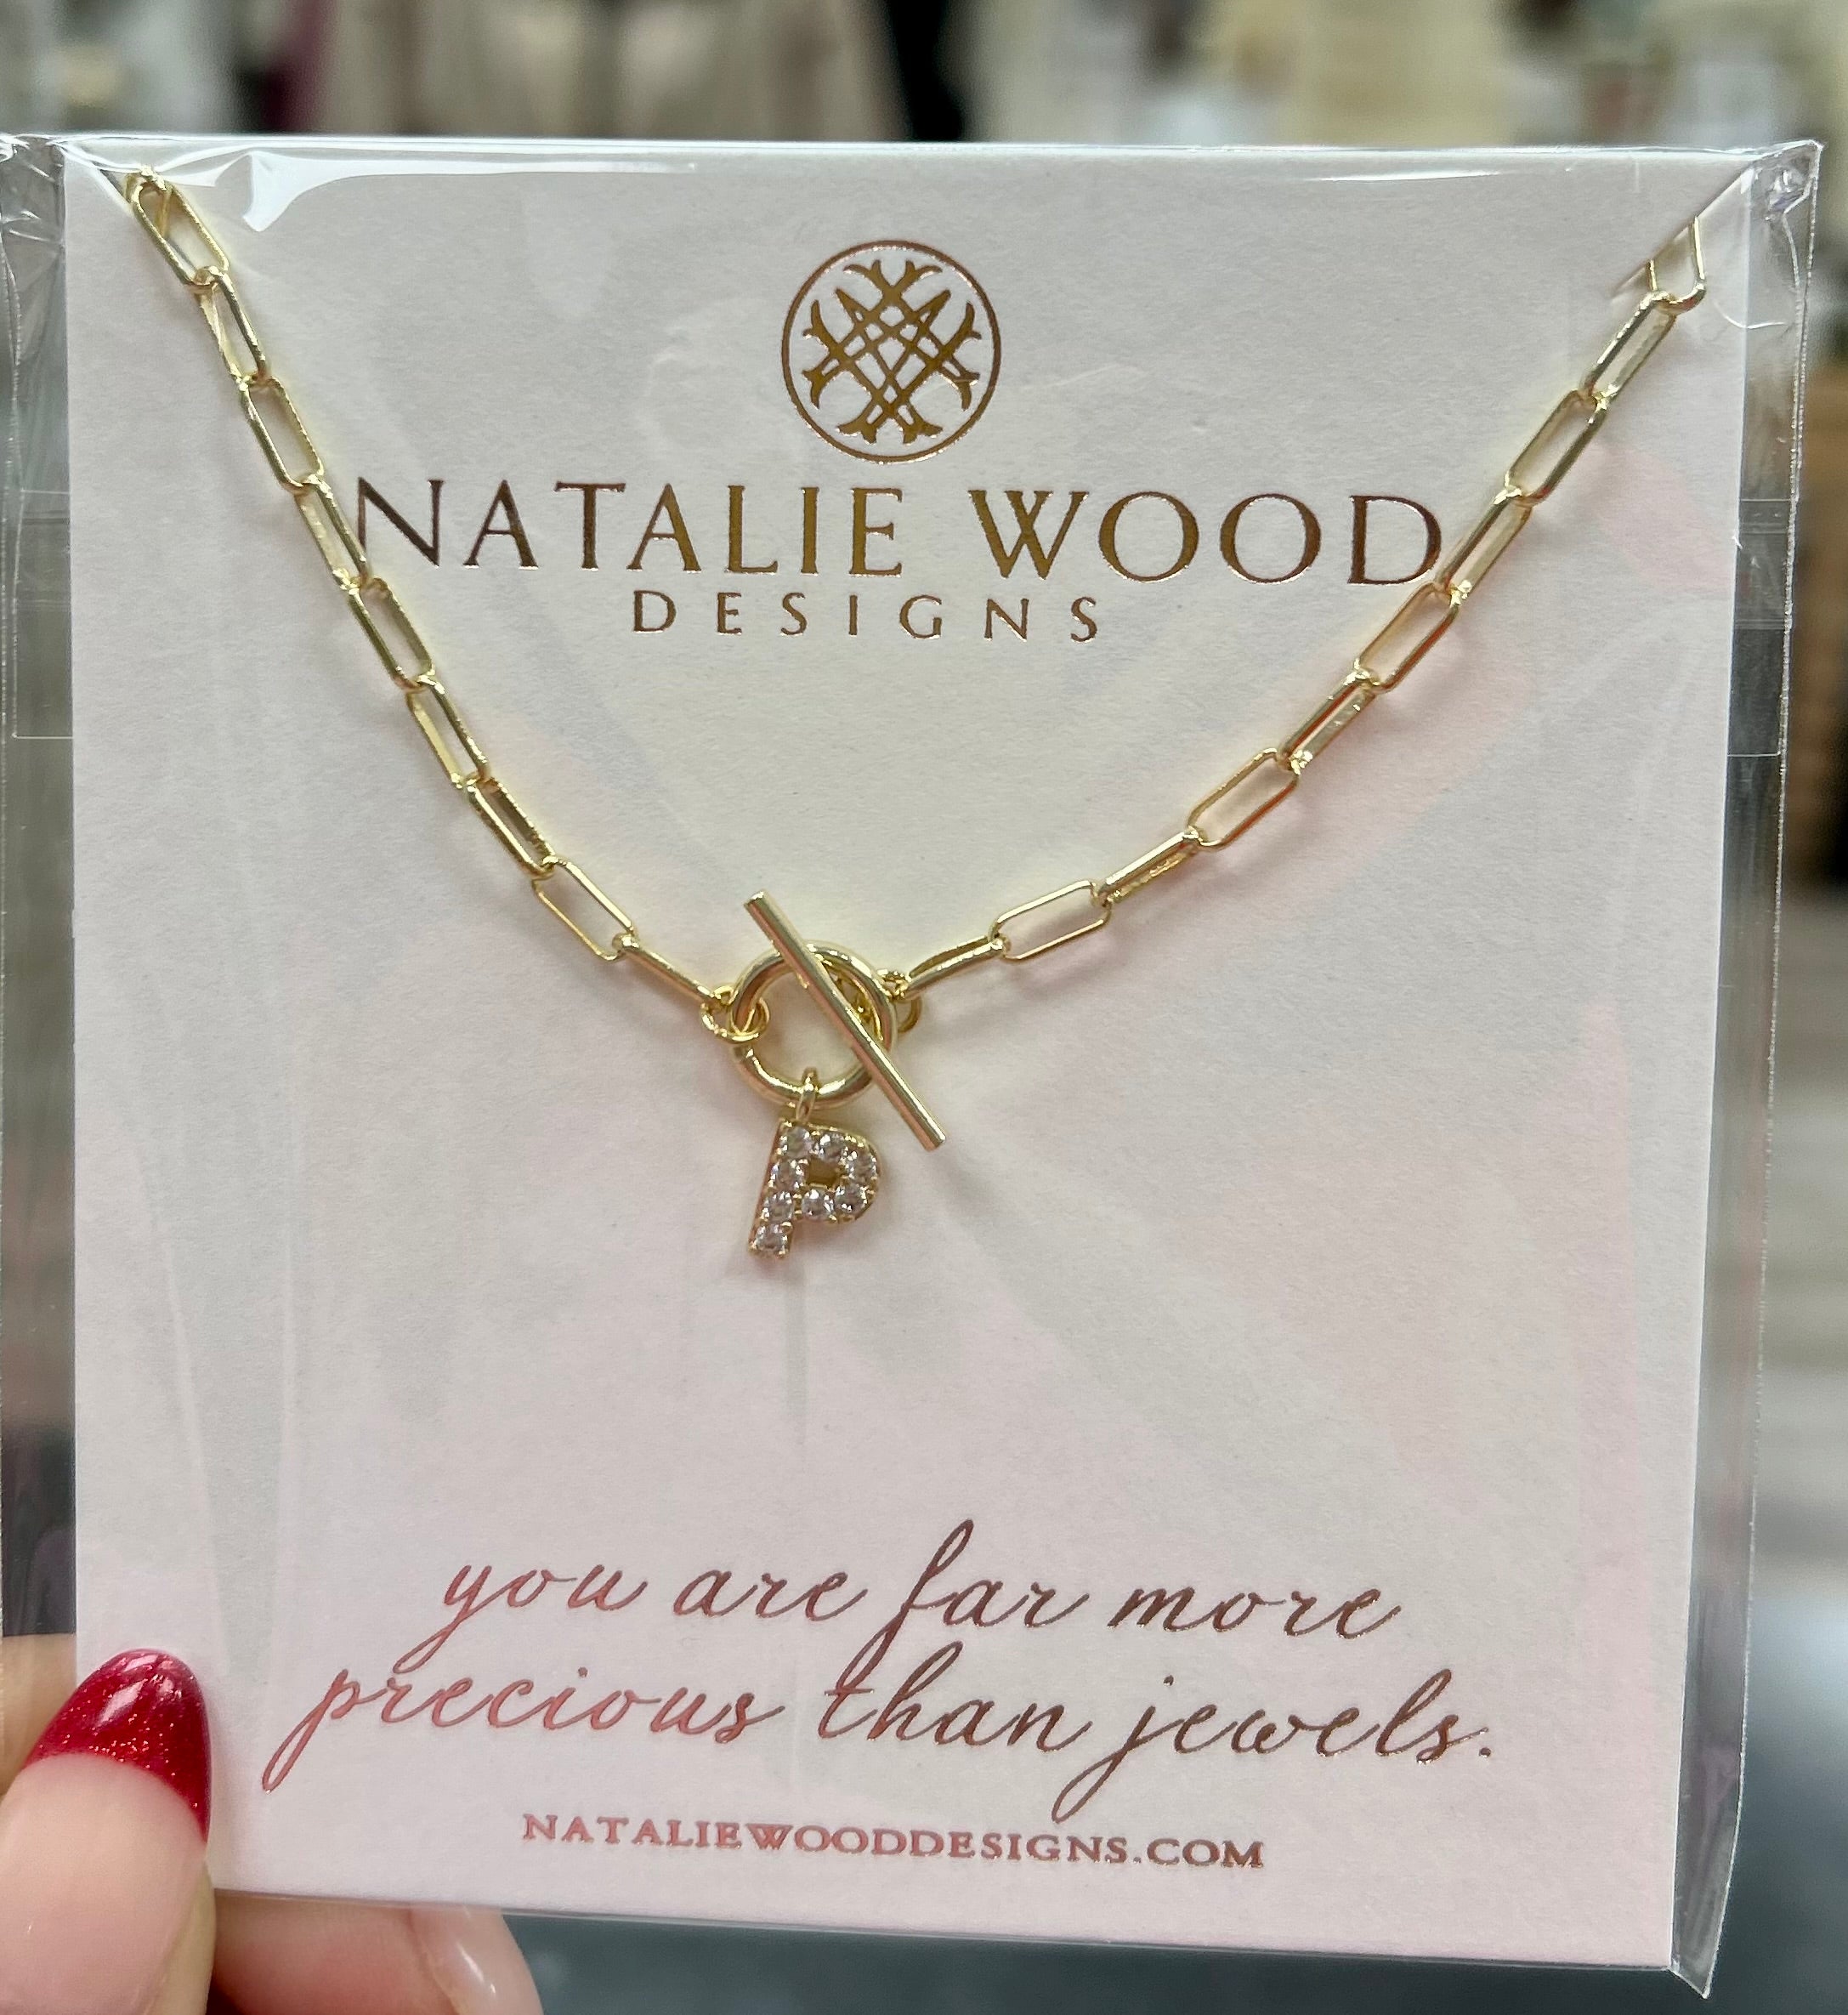 NATALIE WOOD
DESIGNS
P
you are far more
precious than jewels.
NATALIEWOODDESIGNS.COM